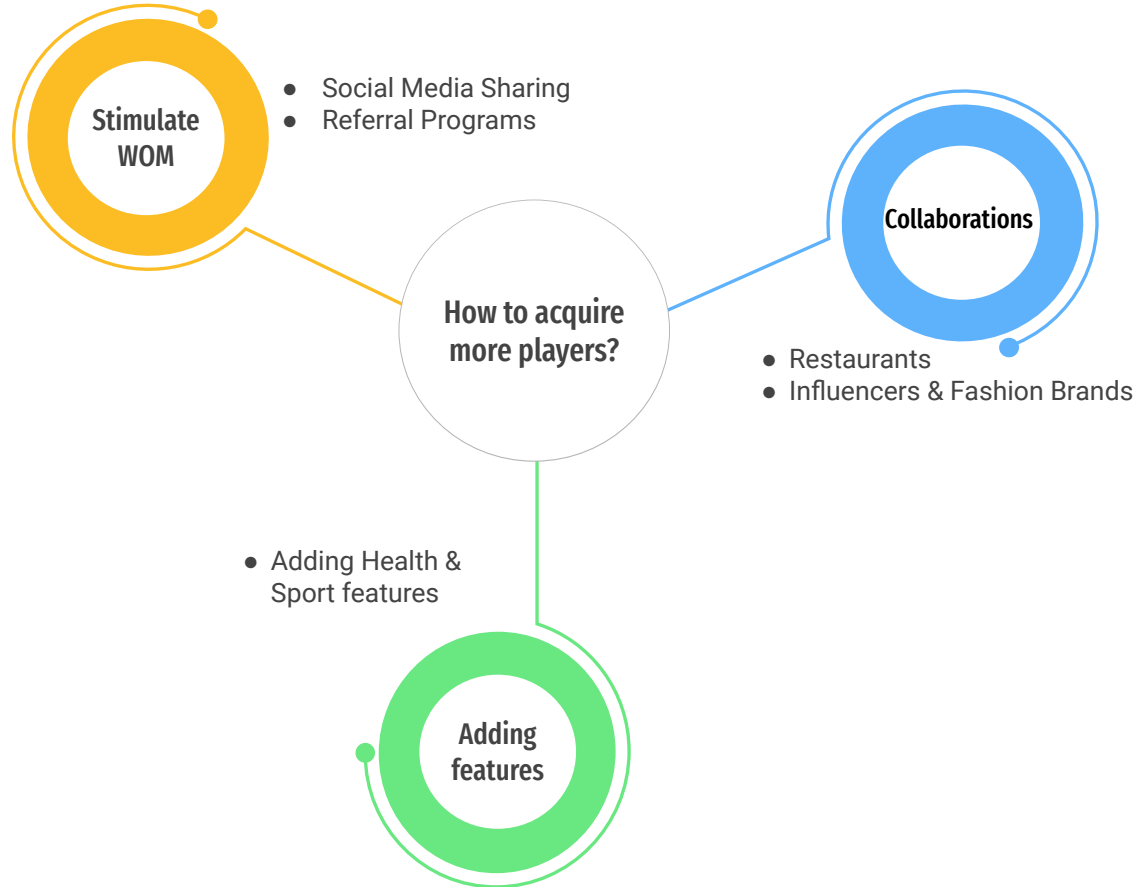 Stimulate
WOM
● Social Media Sharing
● Referral Programs
Collaborations
● Restaurants
● Influencers & Fashion Brands
How to acquire
more players?
● Adding Health &
Sport features
Adding
features